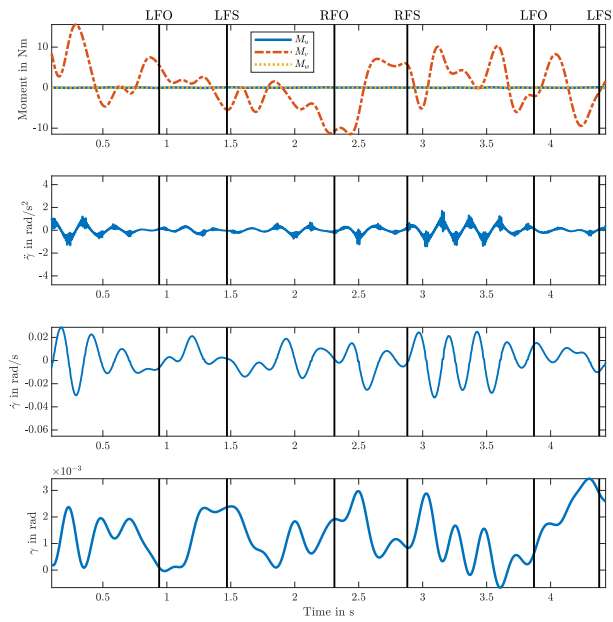 LFO LFS RFO RFS LFO LFS
10
0
-10
Moment in Nm
M_u
M_v
M_w
0.5 1 1.5 2 2.5 3 3.5 4
4
2
0
-2
-4
γ̈ in rad/s²
0.5 1 1.5 2 2.5 3 3.5 4
0.02
0
-0.02
-0.04
-0.06
γ̇ in rad/s
0.5 1 1.5 2 2.5 3 3.5 4
×10⁻³
3
2
1
0
γ in rad
0.5 1 1.5 2 2.5 3 3.5 4
Time in s